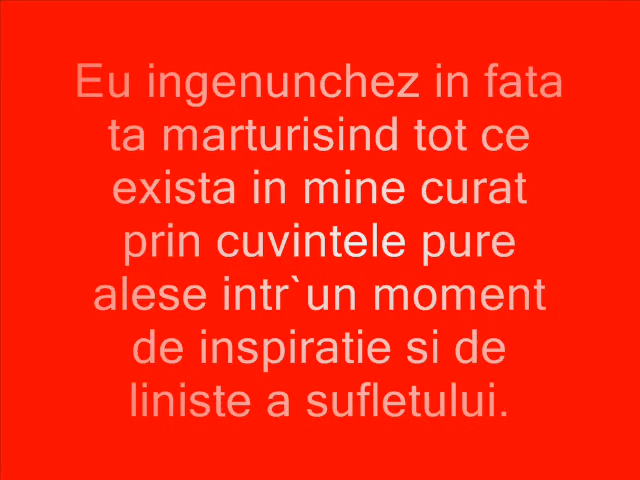 Eu ingenunchez in fata
ta marturisind tot ce
exista in mine curat
prin cuvintele pure
alese intr`un moment
de inspiratie si de
liniste a sufletului.